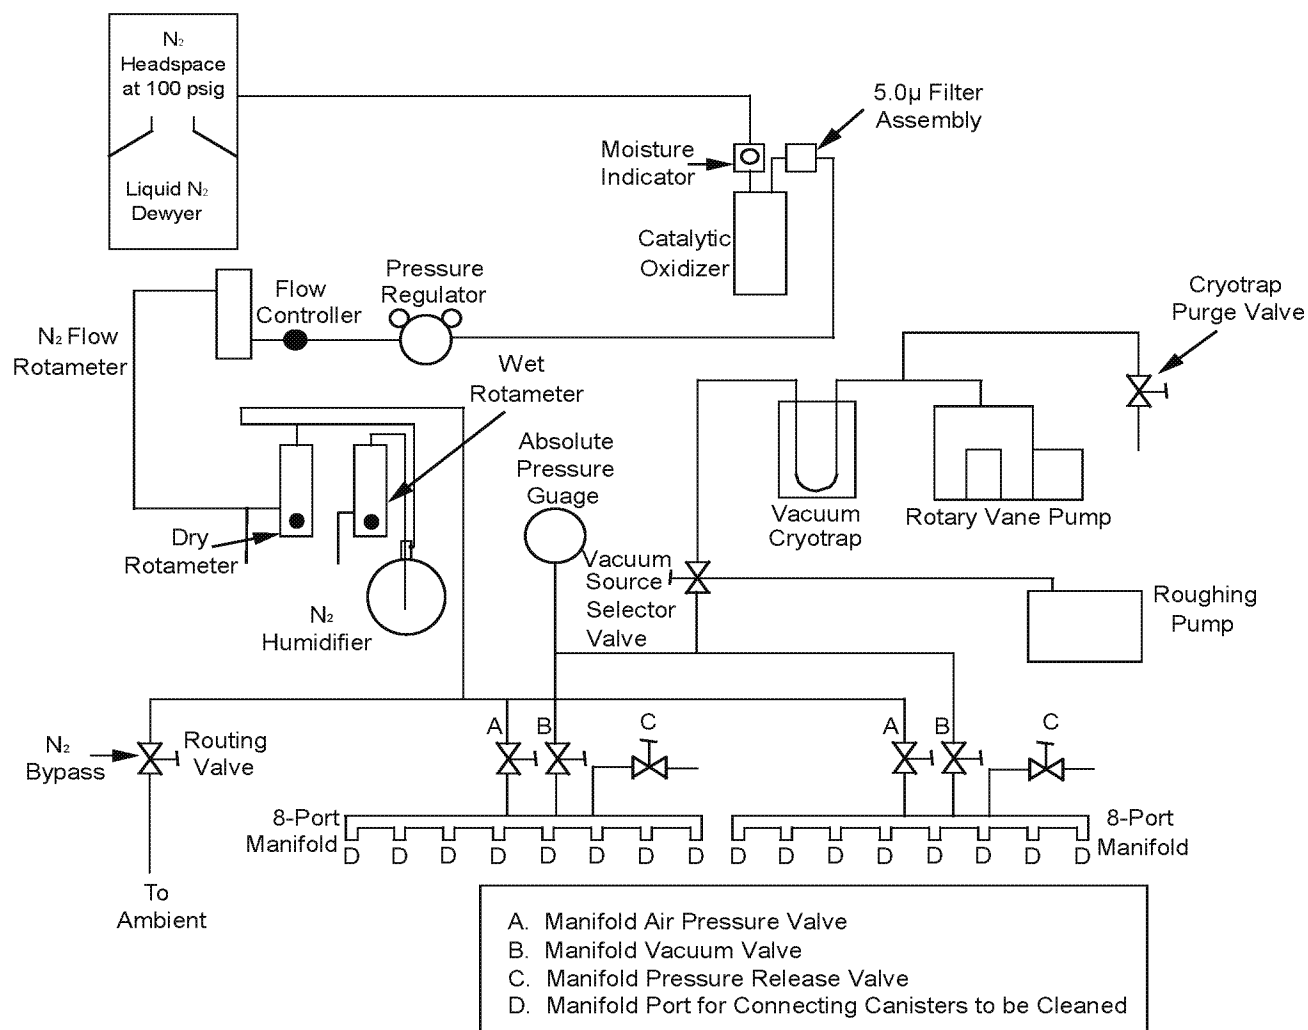 N₂
Headspace
at 100 psig
Liquid N₂
Dewyer
5.0µ Filter
Assembly
Moisture
Indicator
Catalytic
Oxidizer
Pressure
Regulator
Flow
Controller
N₂ Flow
Rotameter
Cryotrap
Purge Valve
Wet
Rotameter
Absolute
Pressure
Guage
Vacuum
Cryotrap
Rotary Vane Pump
Dry
Rotameter
N₂
Humidifier
Vacuum
Source
Selector
Valve
Roughing
Pump
N₂
Bypass
Routing
Valve
A
B
C
A
B
C
8-Port
Manifold
D D D D D D D D
D D D D D D D D
8-Port
Manifold
To
Ambient
A. Manifold Air Pressure Valve
B. Manifold Vacuum Valve
C. Manifold Pressure Release Valve
D. Manifold Port for Connecting Canisters to be Cleaned